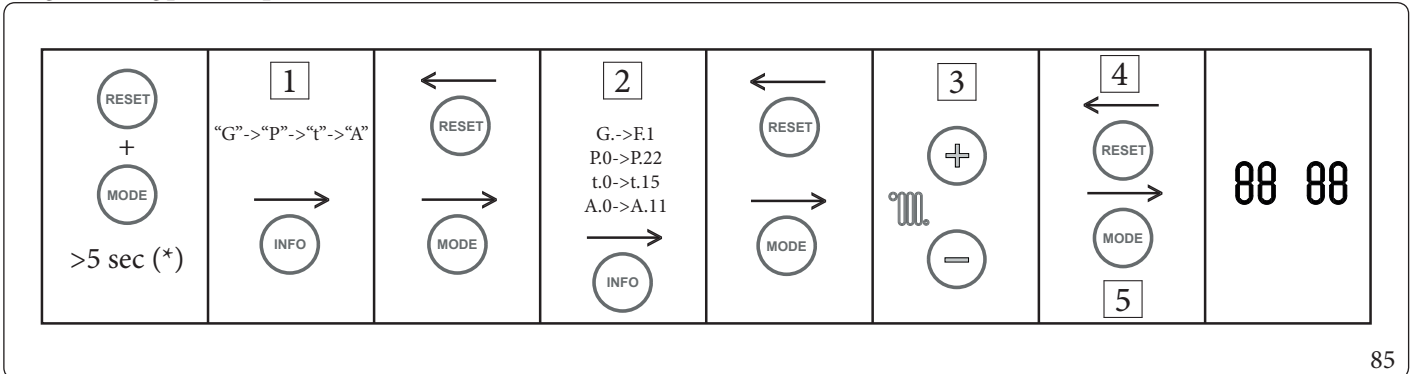 RESET
+
MODE
>5 sec (*)
1
“G”->“P”->“t”->“A”
INFO
RESET
MODE
2
G.->F.1
P.0->P.22
t.0->t.15
A.0->A.11
INFO
RESET
MODE
3
+
−
4
RESET
MODE
5
88 88
85